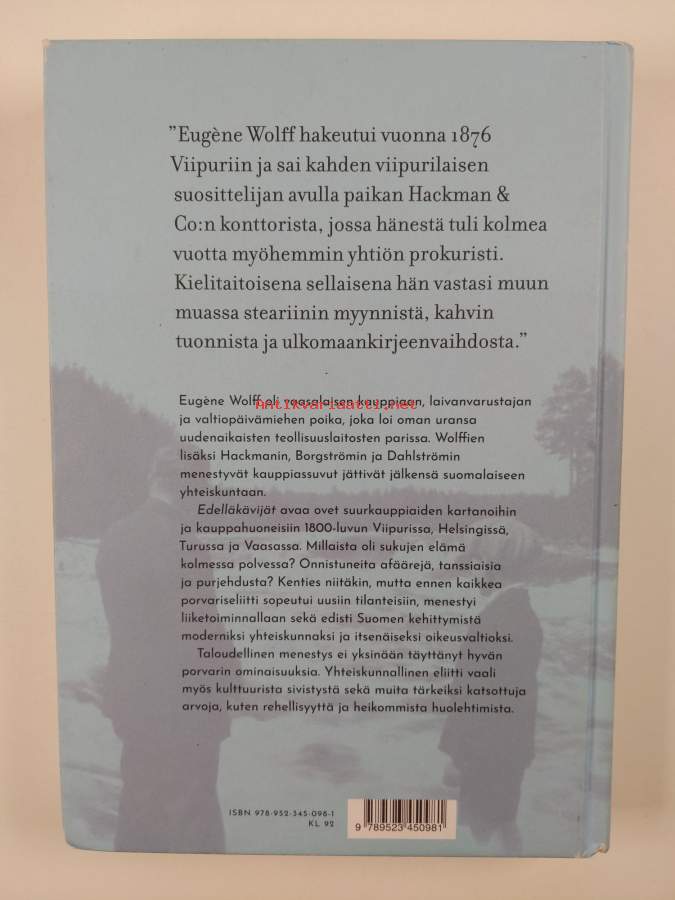 ”Eugène Wolff hakeutui vuonna 1876
Viipuriin ja sai kahden viipurilaisen
suosittelijan avulla paikan Hackman &
Co:n konttorista, jossa hänestä tuli kolmea
vuotta myöhemmin yhtiön prokuristi.
Kielitaitoisena sellaisena hän vastasi muun
muassa steariinin myynnistä, kahvin
tuonnista ja ulkomaankirjeenvaihdosta.”
Eugène Wolff oli vaasalaisen kauppiaan, laivanvarustajan
Antikvariaatti.net
ja valtiopäivämiehen poika, joka loi oman uransa
uudenaikaisten teollisuuslaitosten parissa. Wolffien
lisäksi Hackmanin, Borgströmin ja Dahlströmin
menestyvät kauppiassuvut jättivät jälkensä suomalaiseen
yhteiskuntaan.
Edelläkävijät avaa ovet suurkauppiaiden kartanoihin
ja kauppahuoneisiin 1800-luvun Viipurissa, Helsingissä,
Turussa ja Vaasassa. Millaista oli sukujen elämä
kolmessa polvessa? Onnistuneita afäärejä, tanssiaisia
ja purjehdusta? Kenties niitäkin, mutta ennen kaikkea
porvariseliitti sopeutui uusiin tilanteisiin, menestyi
liiketoiminnallaan sekä edisti Suomen kehittymistä
moderniksi yhteiskunnaksi ja itsenäiseksi oikeusvaltioksi.
Taloudellinen menestys ei yksinään täyttänyt hyvän
porvarin ominaisuuksia. Yhteiskunnallinen eliitti vaali
myös kulttuurista sivistystä sekä muita tärkeiksi katsottuja
arvoja, kuten rehellisyyttä ja heikommista huolehtimista.
ISBN 978-952-345-098-1
KL 92
9 789523 450981